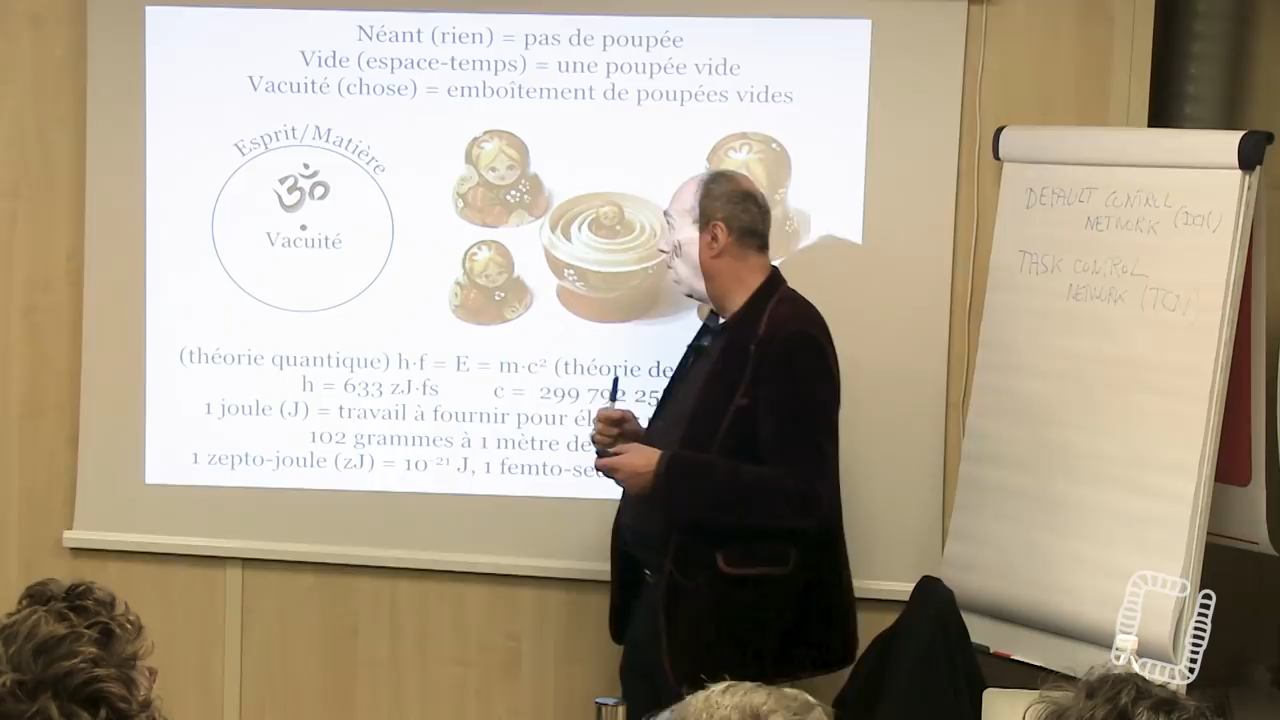 Néant (rien) = pas de poupée
Vide (espace-temps) = une poupée vide
Vacuité (chose) = emboîtement de poupées vides
Esprit/Matière
ॐ
Vacuité
(théorie quantique) h·f = E = m·c² (théorie de
h = 633 zJ·fs c = 299 792 25
1 joule (J) = travail à fournir pour
102 grammes à 1 mètre de
1 zepto-joule (zJ) = 10⁻²¹ J, 1 femto-se
DEFAULT CONTROL
NETWORK (DCN)
TASK CONTROL
NETWORK (TCN)